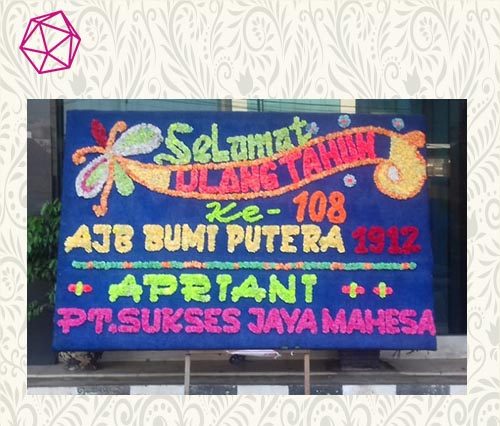 Selamat
ULANG TAHUN
Ke- 108
AJB BUMI PUTERA 1912
APRIANI
PT. SUKSES JAYA MAHESA